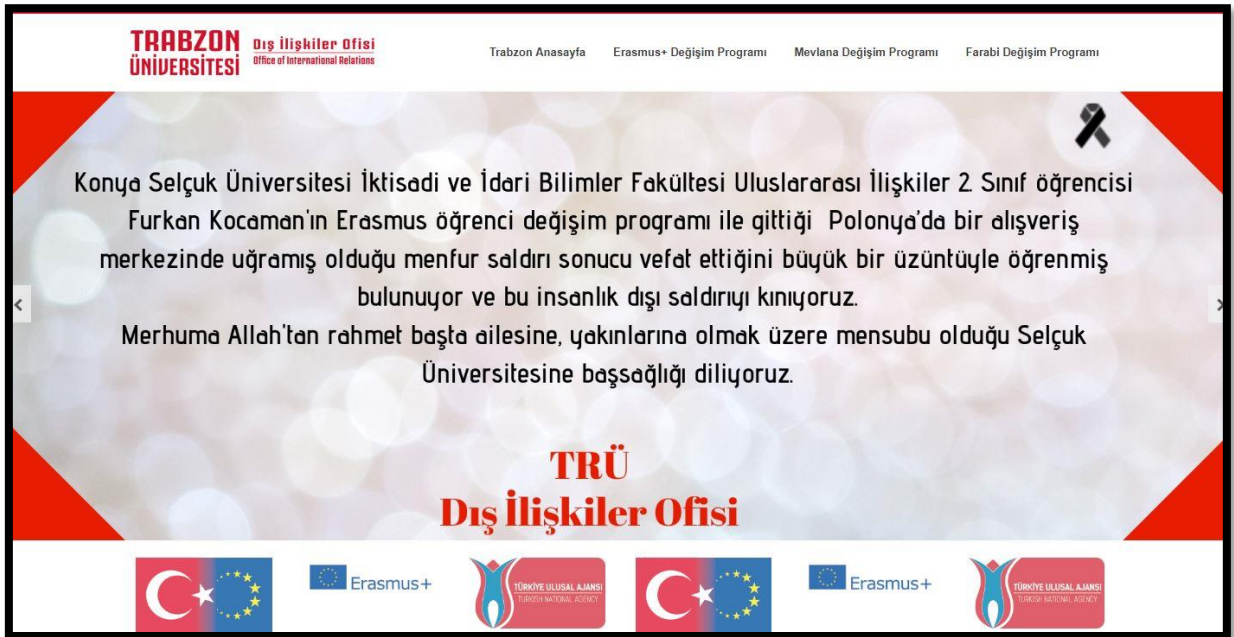 TRABZON ÜNİVERSİTESİ
Dış İlişkiler Ofisi
Office of International Relations
Trabzon Anasayfa Erasmus+ Değişim Programı Mevlana Değişim Programı Farabi Değişim Programı
Konya Selçuk Üniversitesi İktisadi ve İdari Bilimler Fakültesi Uluslararası İlişkiler 2. Sınıf öğrencisi
Furkan Kocaman'ın Erasmus öğrenci değişim programı ile gittiği Polonya'da bir alışveriş
merkezinde uğramış olduğu menfur saldırı sonucu vefat ettiğini büyük bir üzüntüyle öğrenmiş
bulunuyor ve bu insanlık dışı saldırıyı kınıyoruz.
Merhuma Allah'tan rahmet başta ailesine, yakınlarına olmak üzere mensubu olduğu Selçuk
Üniversitesine başsağlığı diliyoruz.
TRÜ
Dış İlişkiler Ofisi
Erasmus+
TÜRKİYE ULUSAL AJANSI
TURKISH NATIONAL AGENCY
Erasmus+
TÜRKİYE ULUSAL AJANSI
TURKISH NATIONAL AGENCY